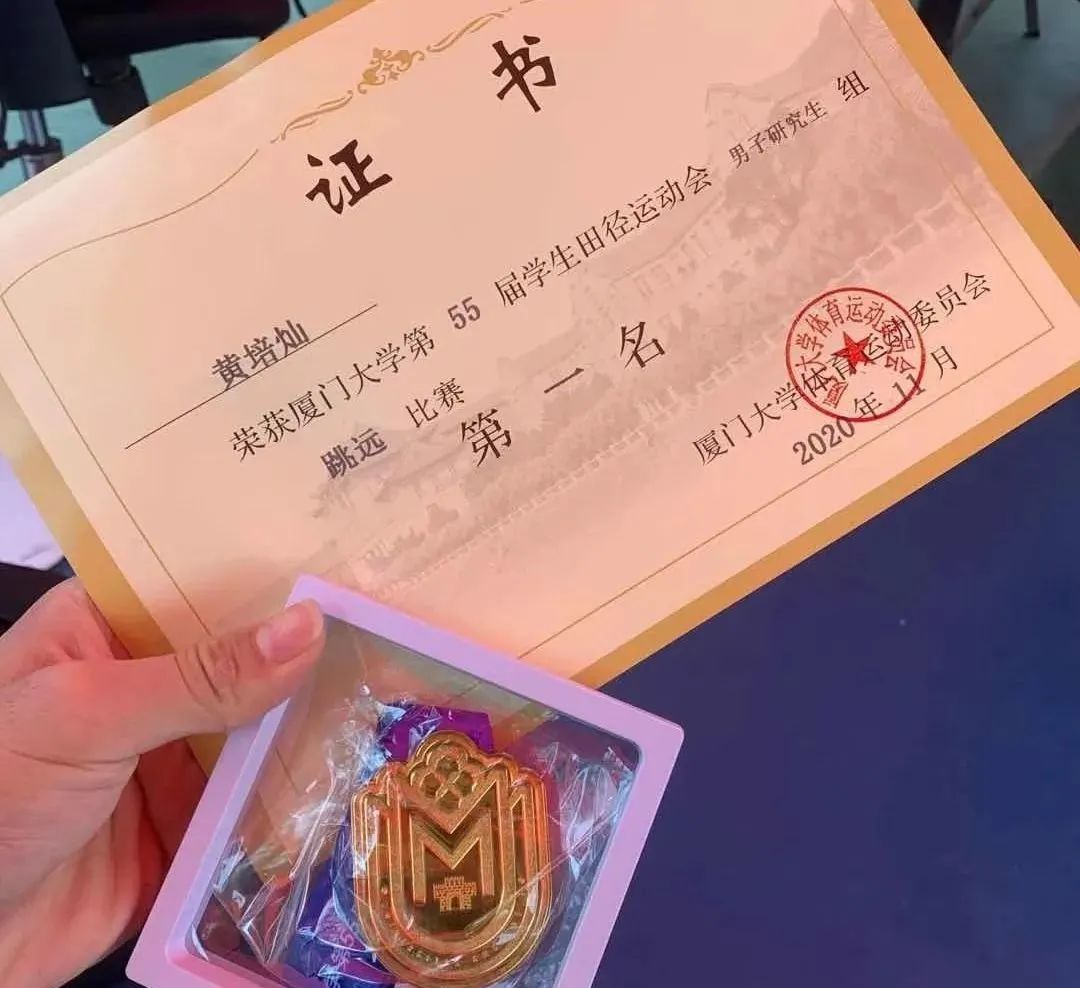 证书
黄培灿
荣获厦门大学第 55 届学生田径运动会 男子研究生 组
跳远 比赛 第一名
厦门大学体育运动委员会
2020 年 11 月